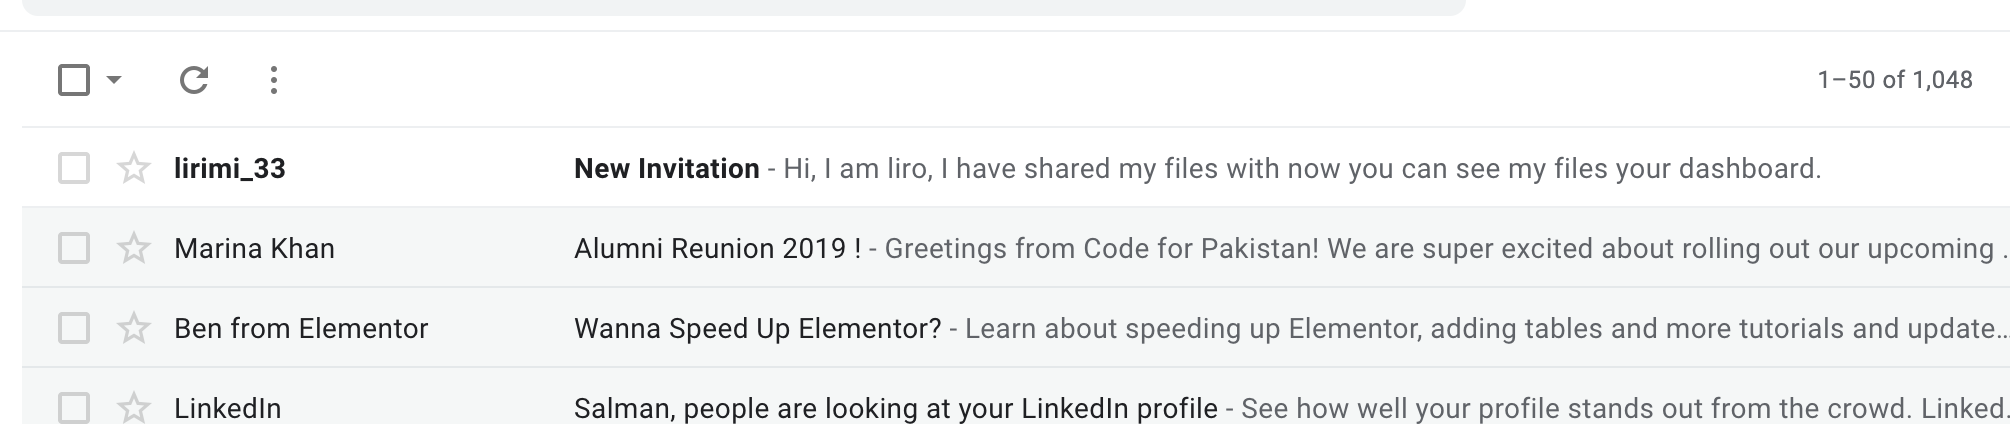 1–50 of 1,048
lirimi_33 New Invitation - Hi, I am liro, I have shared my files with now you can see my files your dashboard.
Marina Khan Alumni Reunion 2019 ! - Greetings from Code for Pakistan! We are super excited about rolling out our upcoming .
Ben from Elementor Wanna Speed Up Elementor? - Learn about speeding up Elementor, adding tables and more tutorials and update...
LinkedIn Salman, people are looking at your LinkedIn profile - See how well your profile stands out from the crowd. Linked.